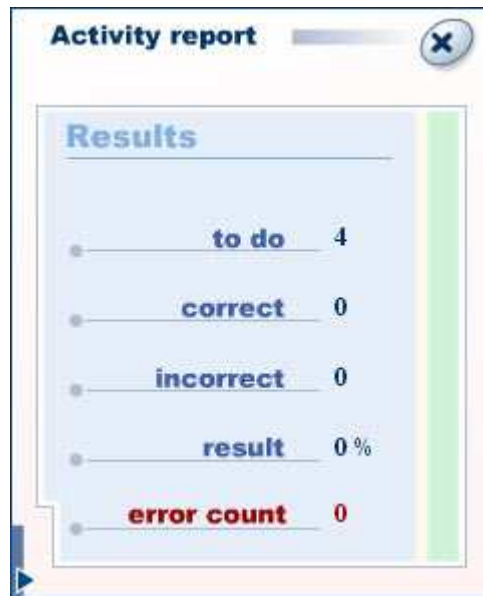 Activity report
Results
to do 4
correct 0
incorrect 0
result 0 %
error count 0